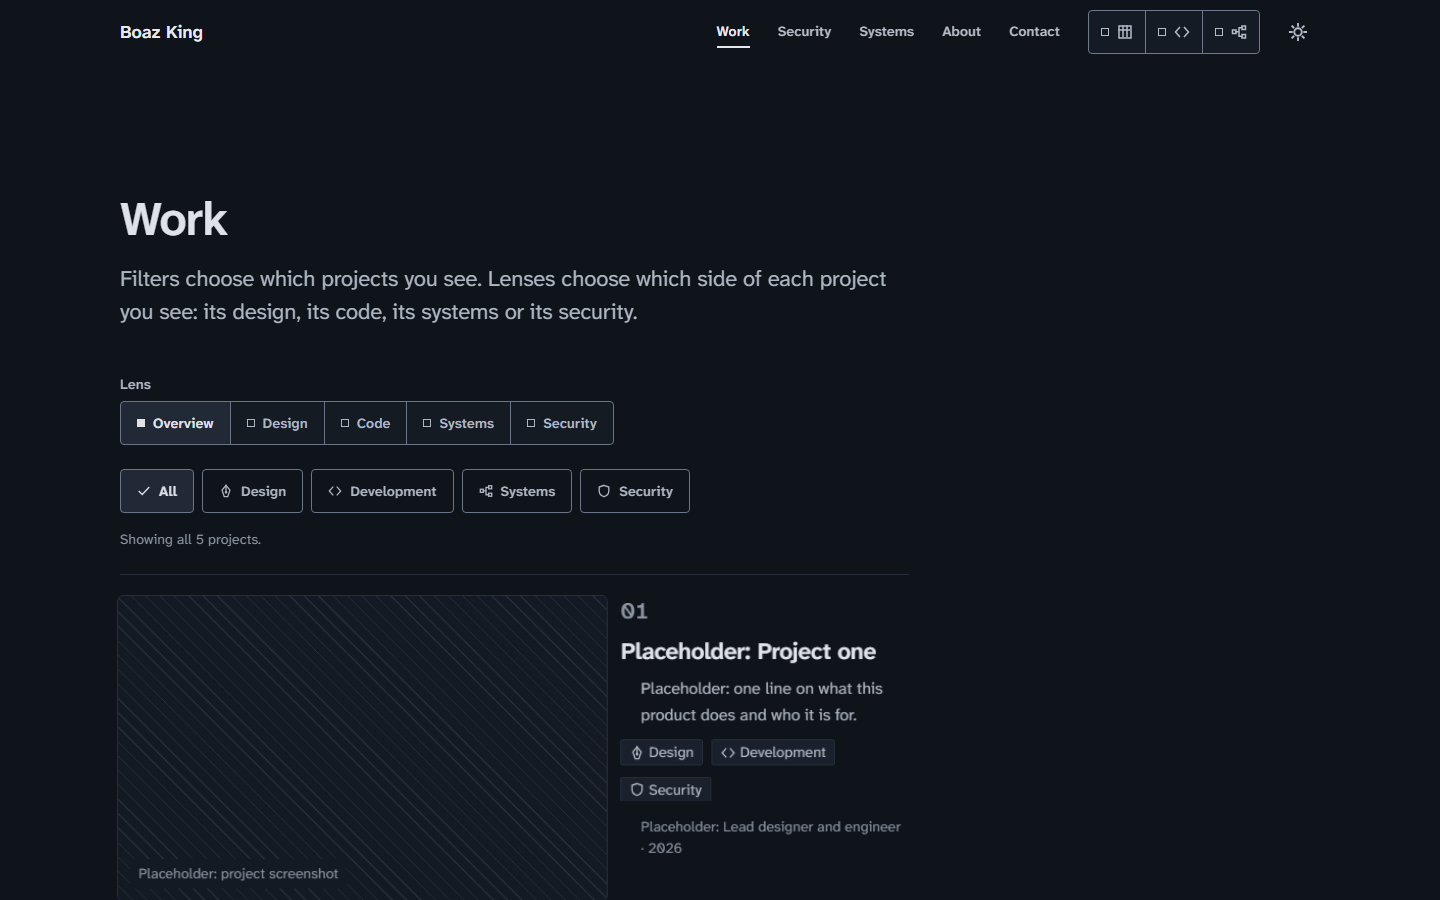 Boaz King
Work
Security
Systems
About
Contact
Work
Filters choose which projects you see. Lenses choose which side of each project
you see: its design, its code, its systems or its security.
Lens
Overview
Design
Code
Systems
Security
All
Design
Development
Systems
Security
Showing all 5 projects.
01
Placeholder: Project one
Placeholder: one line on what this
product does and who it is for.
Design
Development
Security
Placeholder: Lead designer and engineer
· 2026
Placeholder: project screenshot